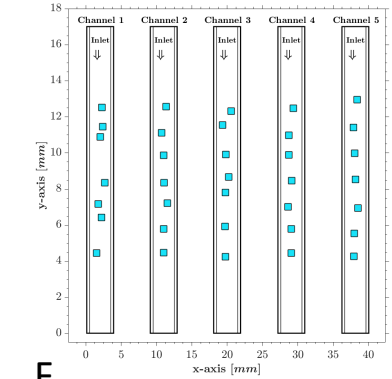 18
Channel 1 Channel 2 Channel 3 Channel 4 Channel 5
Inlet Inlet Inlet Inlet Inlet
⇓ ⇓ ⇓ ⇓ ⇓
16
14
12
10
8
6
4
2
0
y-axis [mm]
0 5 10 15 20 25 30 35 40
x-axis [mm]